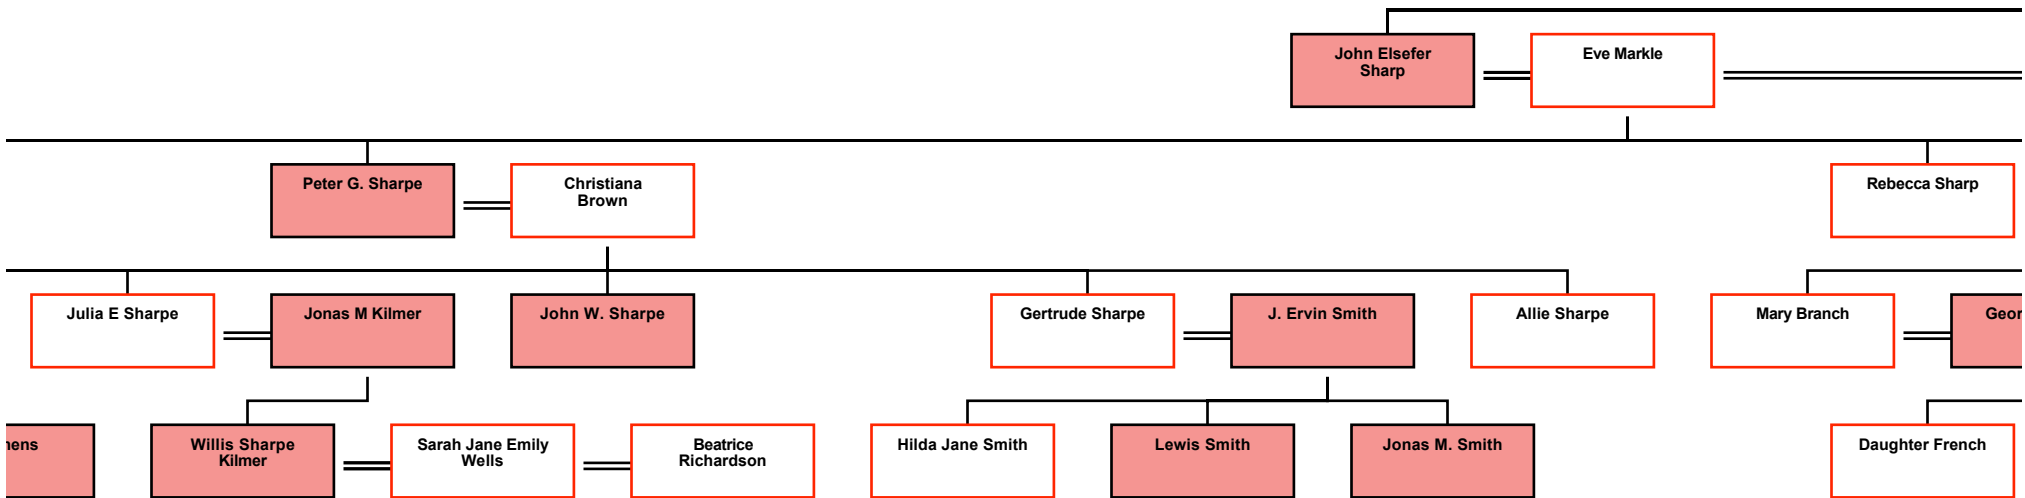 John Elsefer
Sharp
Eve Markle
Peter G. Sharpe
Christiana
Brown
Rebecca Sharp
Julia E Sharpe
Jonas M Kilmer
John W. Sharpe
Gertrude Sharpe
J. Ervin Smith
Allie Sharpe
Mary Branch
Willis Sharpe
Kilmer
Sarah Jane Emily
Wells
Beatrice
Richardson
Hilda Jane Smith
Lewis Smith
Jonas M. Smith
Daughter French